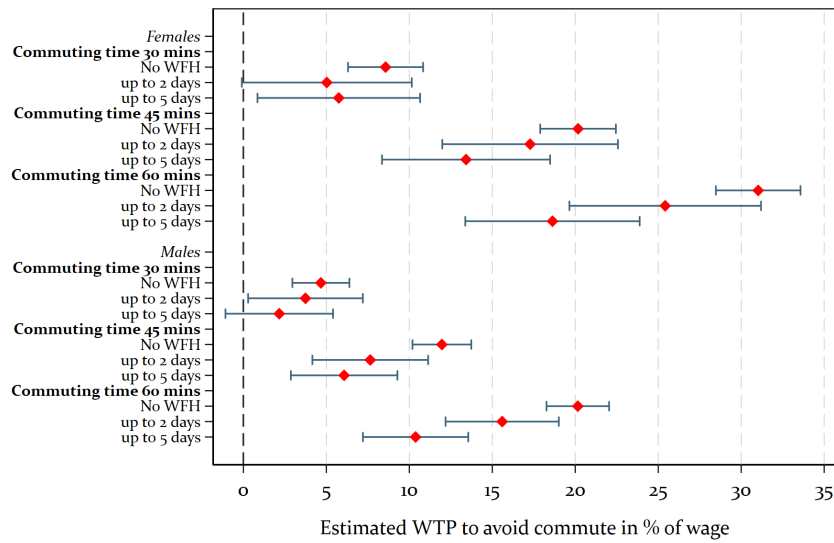 Females
Commuting time 30 mins
No WFH
up to 2 days
up to 5 days
Commuting time 45 mins
No WFH
up to 2 days
up to 5 days
Commuting time 60 mins
No WFH
up to 2 days
up to 5 days
Males
Commuting time 30 mins
No WFH
up to 2 days
up to 5 days
Commuting time 45 mins
No WFH
up to 2 days
up to 5 days
Commuting time 60 mins
No WFH
up to 2 days
up to 5 days
0 5 10 15 20 25 30 35
Estimated WTP to avoid commute in % of wage